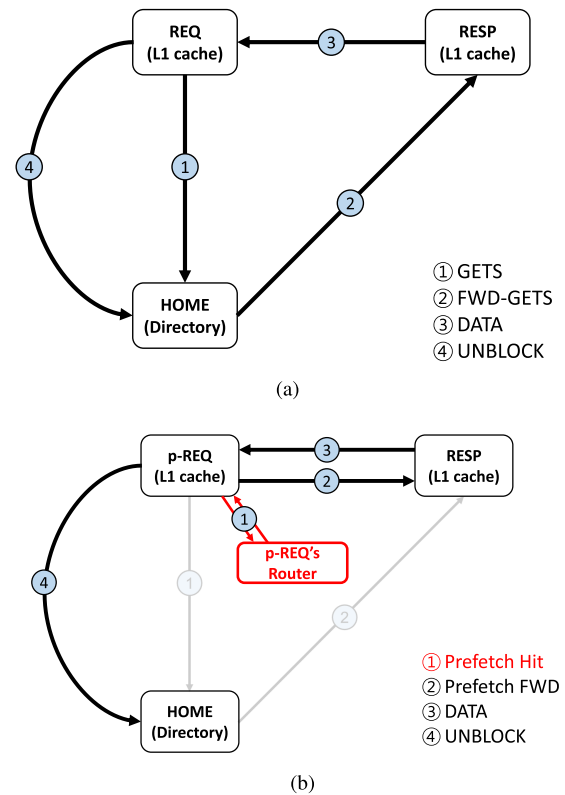 REQ
(L1 cache)
3
RESP
(L1 cache)
4
1
2
HOME
(Directory)
① GETS
② FWD-GETS
③ DATA
④ UNBLOCK
(a)
p-REQ
(L1 cache)
3
2
RESP
(L1 cache)
1
p-REQ's
Router
4
1
2
HOME
(Directory)
① Prefetch Hit
② Prefetch FWD
③ DATA
④ UNBLOCK
(b)